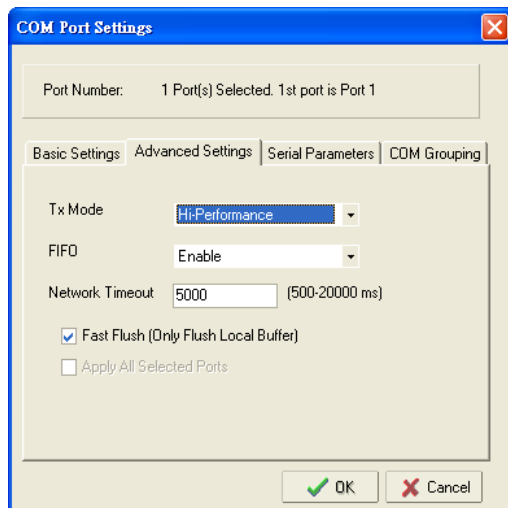 COM Port Settings
Port Number: 1 Port(s) Selected. 1st port is Port 1
Basic Settings Advanced Settings Serial Parameters COM Grouping
Tx Mode Hi-Performance
FIFO Enable
Network Timeout 5000 (500-20000 ms)
Fast Flush (Only Flush Local Buffer)
Apply All Selected Ports
OK Cancel